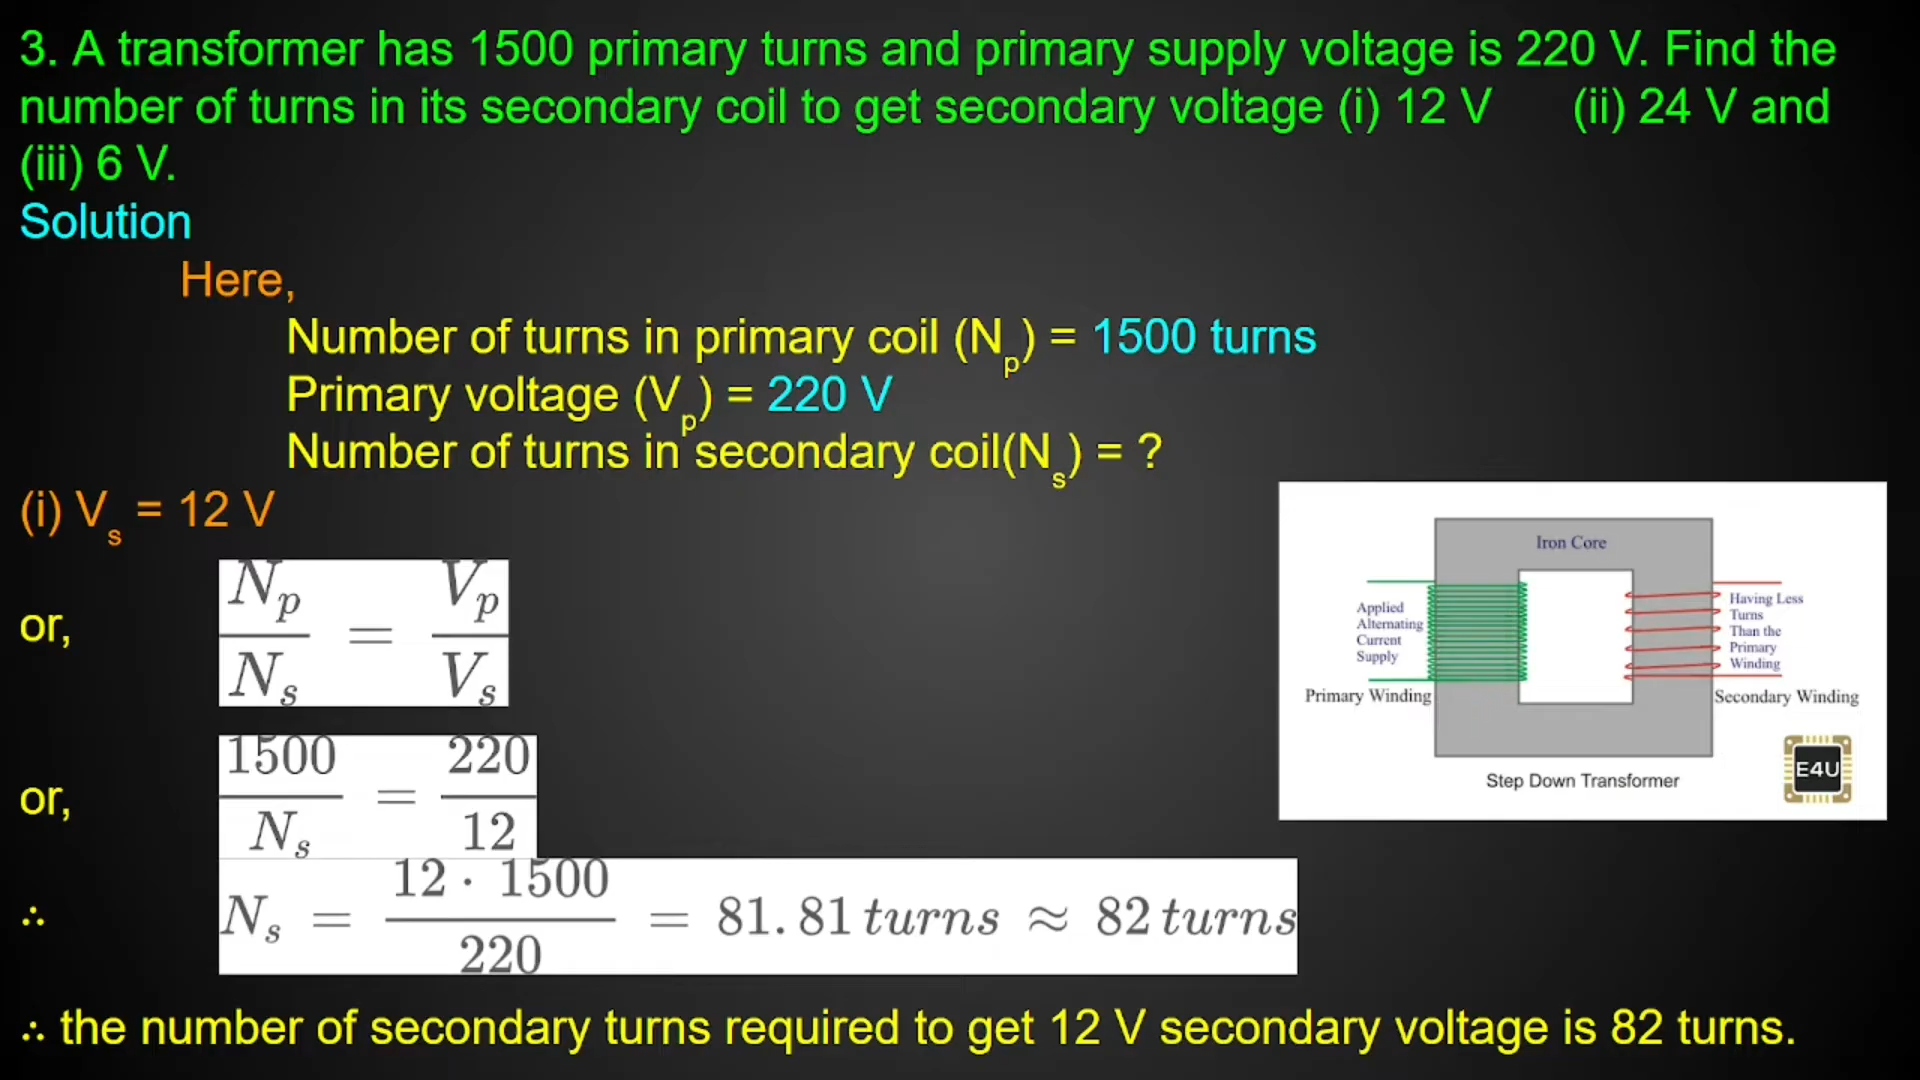 3. A transformer has 1500 primary turns and primary supply voltage is 220 V. Find the
number of turns in its secondary coil to get secondary voltage (i) 12 V (ii) 24 V and
(iii) 6 V.
Solution
Here,
Number of turns in primary coil (Np) = 1500 turns
Primary voltage (Vp) = 220 V
Number of turns in secondary coil(Ns) = ?
(i) Vs = 12 V
or, Np/Ns = Vp/Vs
or, 1500/Ns = 220/12
∴ Ns = 12 · 1500/220 = 81.81 turns ≈ 82 turns
∴ the number of secondary turns required to get 12 V secondary voltage is 82 turns.
Iron Core
Applied
Alternating
Current
Supply
Primary Winding
Having Less
Turns
Than the
Primary
Winding
Secondary Winding
Step Down Transformer
E4U